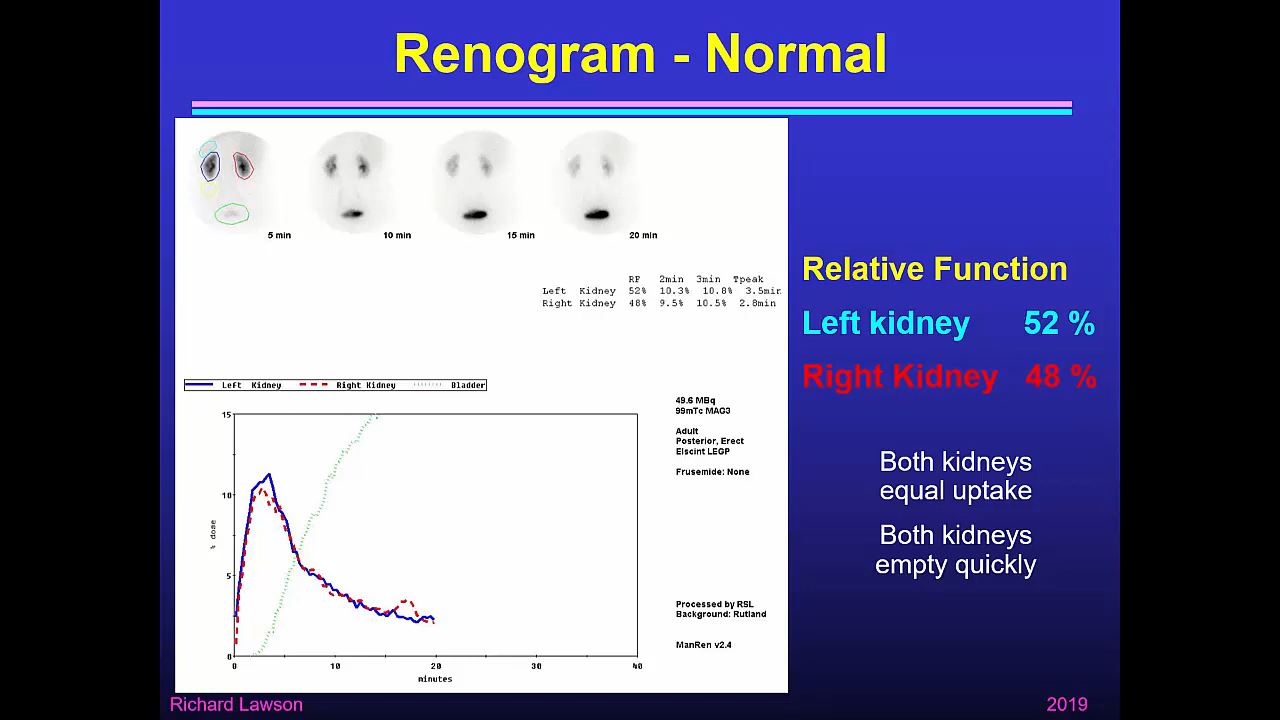 Renogram - Normal
5 min 10 min 15 min 20 min
RF 2min 3min Tpeak
Left Kidney 52% 10.3% 10.8% 3.5min
Right Kidney 48% 9.5% 10.5% 2.8min
Relative Function
Left kidney 52 %
Right Kidney 48 %
Both kidneys
equal uptake
Both kidneys
empty quickly
Left Kidney Right Kidney Bladder
15
10
5
0
% dose
0 10 20 30 40
minutes
49.6 MBq
99mTc MAG3
Adult
Posterior, Erect
Elscint LEGP
Frusemide: None
Processed by RSL
Background: Rutland
ManRen v2.4
Richard Lawson 2019